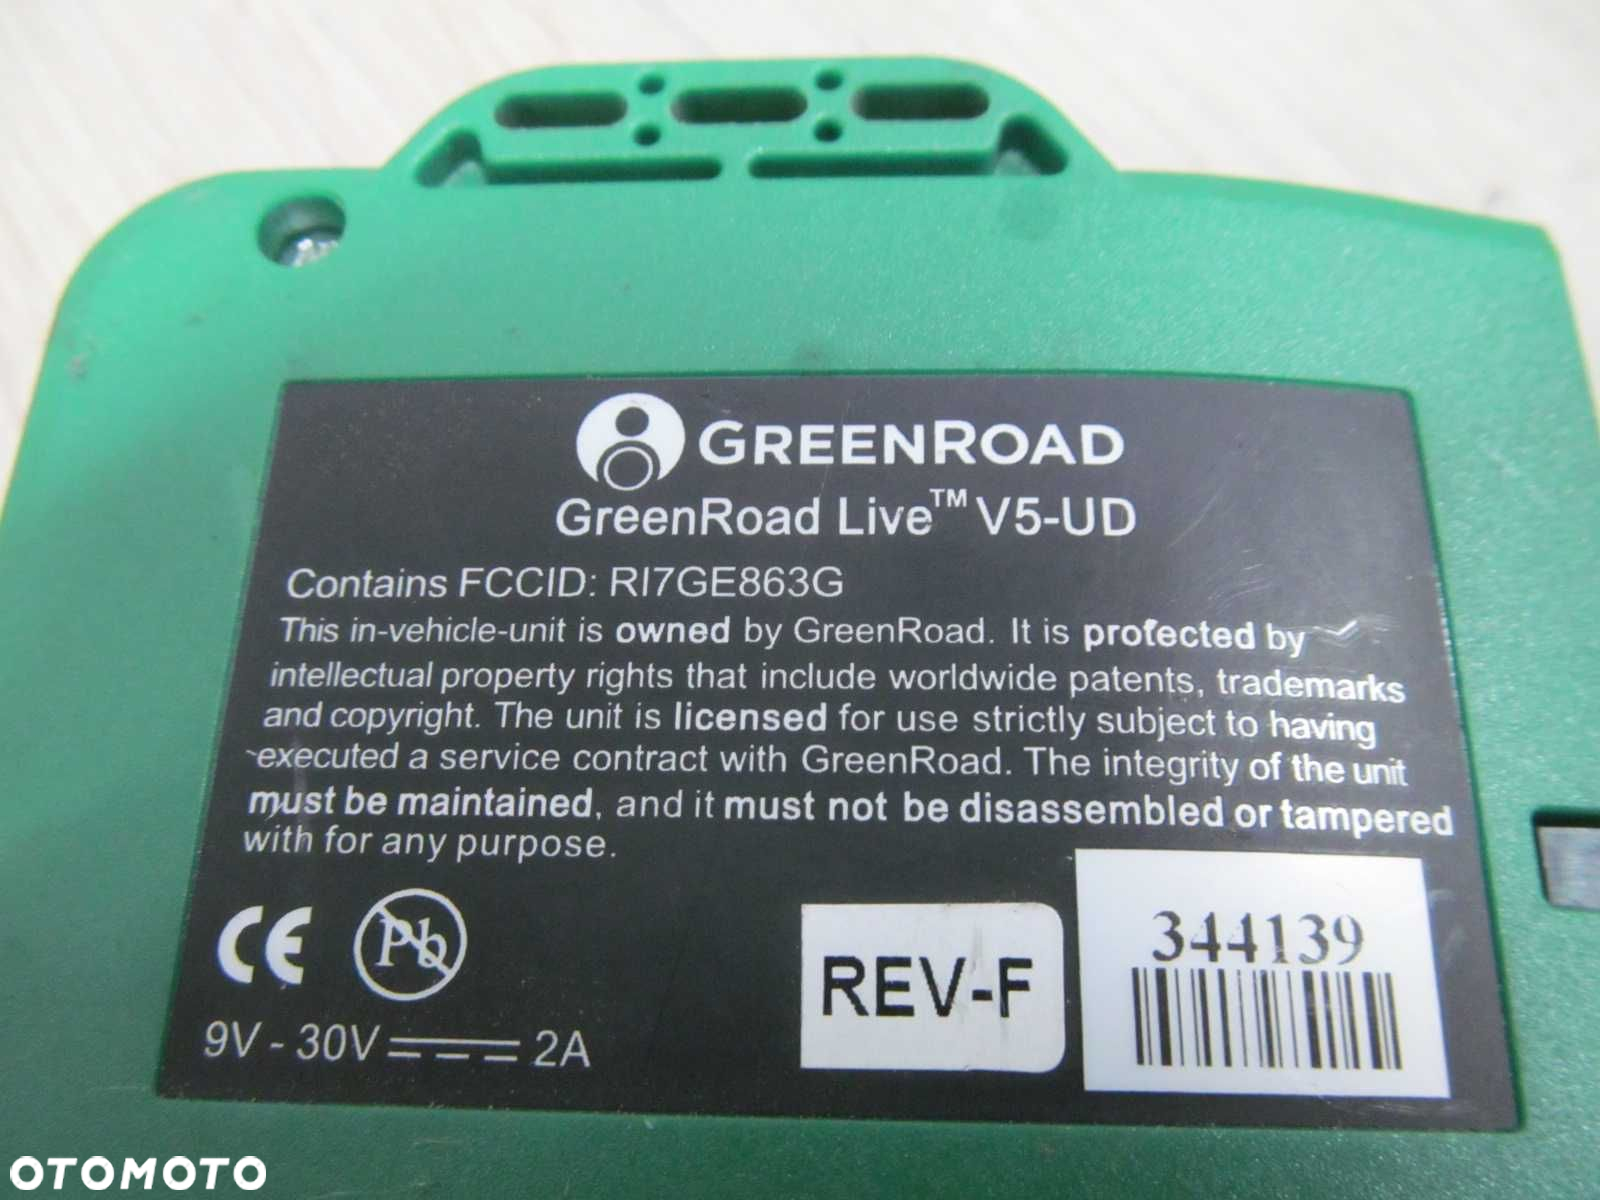 GREENROAD
GreenRoad Live™ V5-UD
Contains FCCID: RI7GE863G
This in-vehicle-unit is owned by GreenRoad. It is protected by
intellectual property rights that include worldwide patents, trademarks
and copyright. The unit is licensed for use strictly subject to having
executed a service contract with GreenRoad. The integrity of the unit
must be maintained, and it must not be disassembled or tampered
with for any purpose.
CE Pb
9V - 30V 2A
REV-F
344139
OTOMOTO